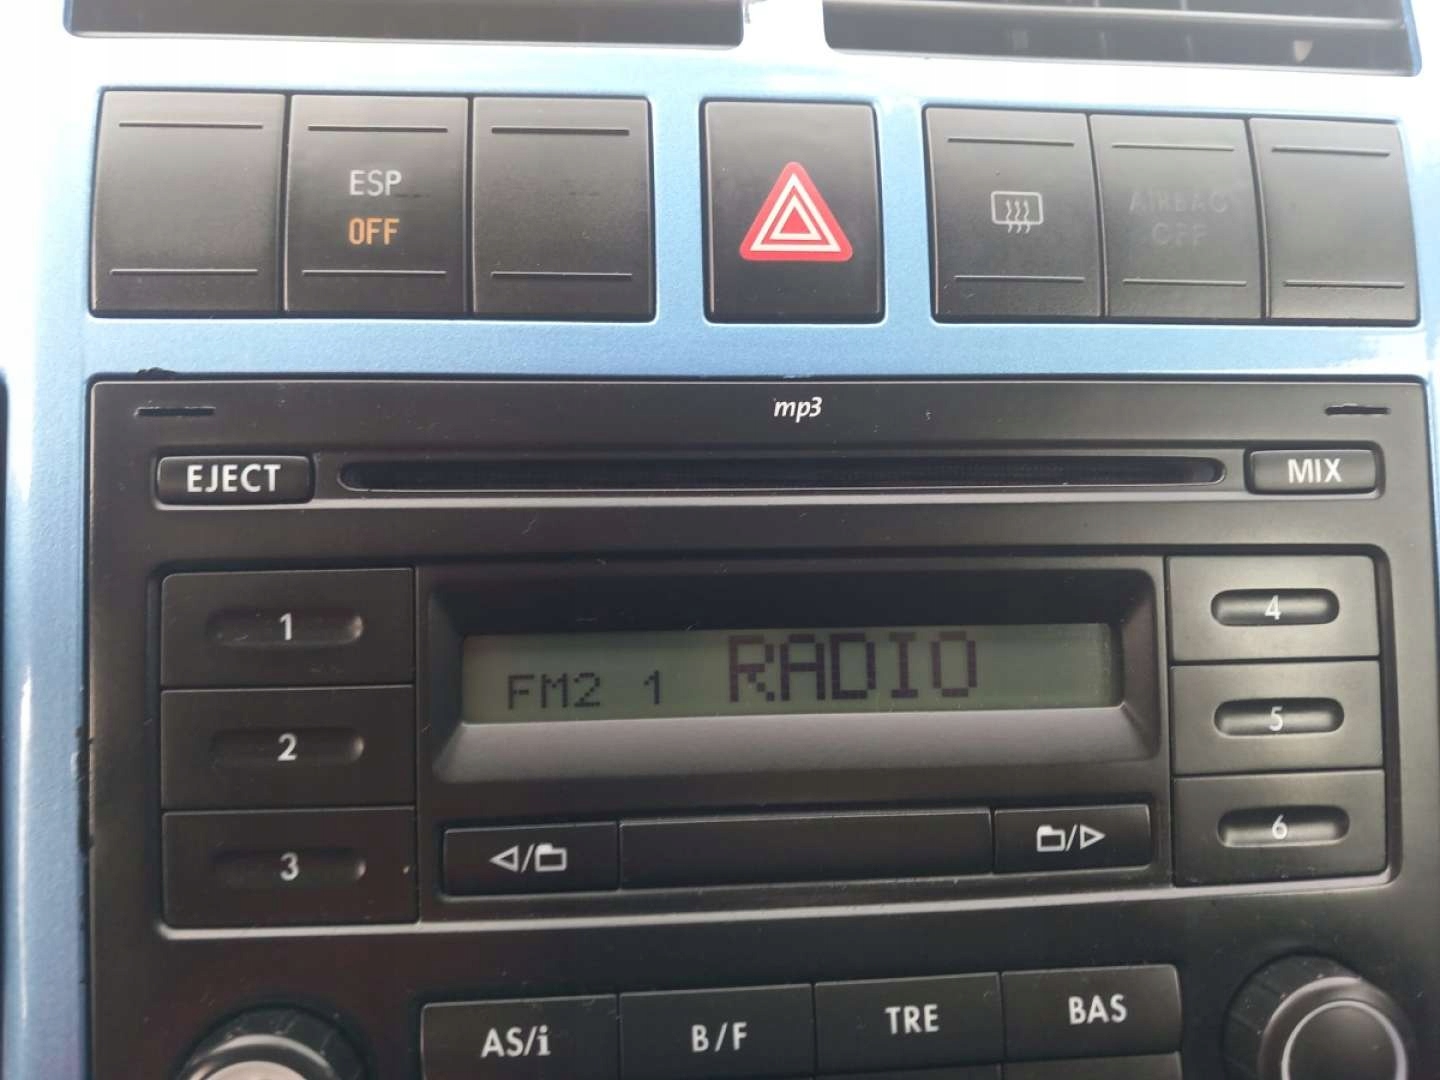 ESP
OFF
AIRBAG
OFF
mp3
EJECT
MIX
1
4
FM2 1 RADIO
2
5
3
6
AS/i
B/F
TRE
BAS